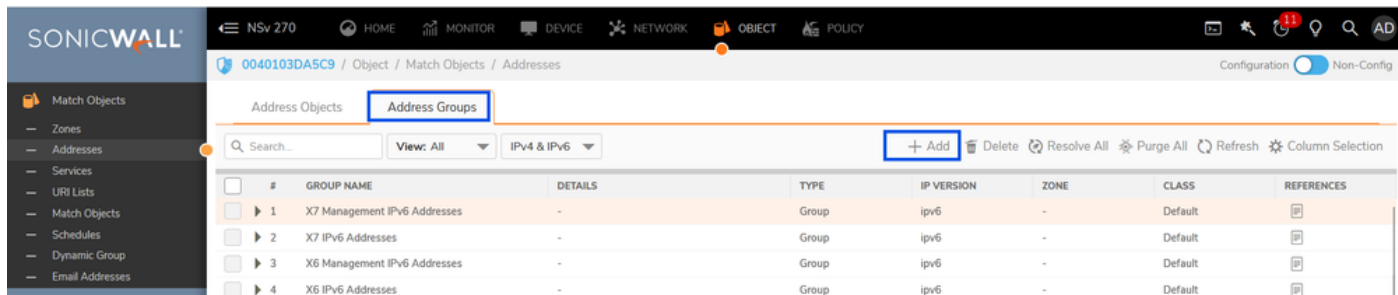 SONICWALL
NSv 270 HOME MONITOR DEVICE NETWORK OBJECT POLICY 11 AD
0040103DA5C9 / Object / Match Objects / Addresses Configuration Non-Config
Match Objects
Zones
Addresses
Services
URI Lists
Match Objects
Schedules
Dynamic Group
Email Addresses
Address Objects Address Groups
Search... View: All IPv4 & IPv6 + Add Delete Resolve All Purge All Refresh Column Selection
# GROUP NAME DETAILS TYPE IP VERSION ZONE CLASS REFERENCES
1 X7 Management IPv6 Addresses - Group ipv6 - Default
2 X7 IPv6 Addresses - Group ipv6 - Default
3 X6 Management IPv6 Addresses - Group ipv6 - Default
4 X6 IPv6 Addresses - Group ipv6 - Default